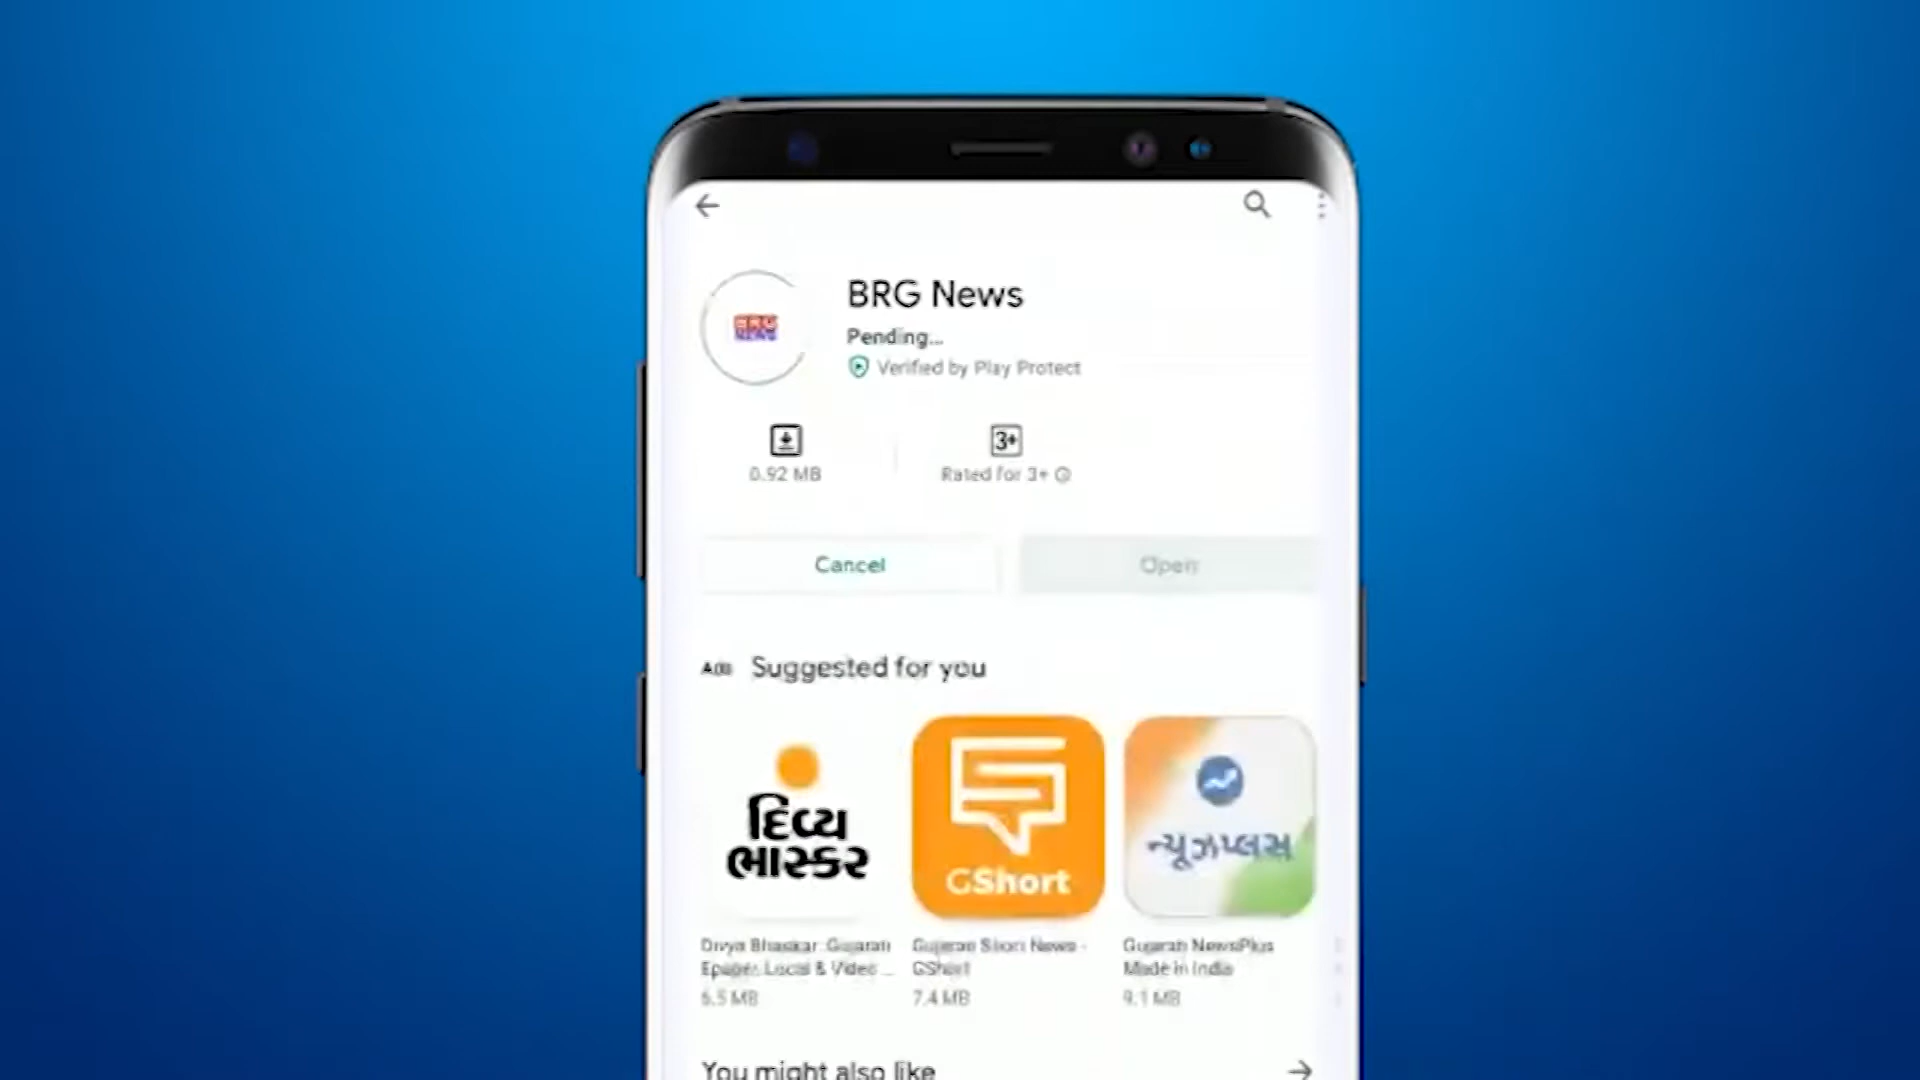 BRG News
BRG
NEWS
Pending...
Verified by Play Protect
3+
0.92 MB
Rated for 3+
Cancel
Open
Ads Suggested for you
દિવ્ય
ભાસ્કર
GShort
ન્યૂઝપ્લસ
Divya Bhaskar: Gujarati
Epaper, Local & Video ...
6.5 MB
Gujarati Short News -
GShort
7.4 MB
Gujarati NewsPlus
Made in India
9.1 MB
You might also like